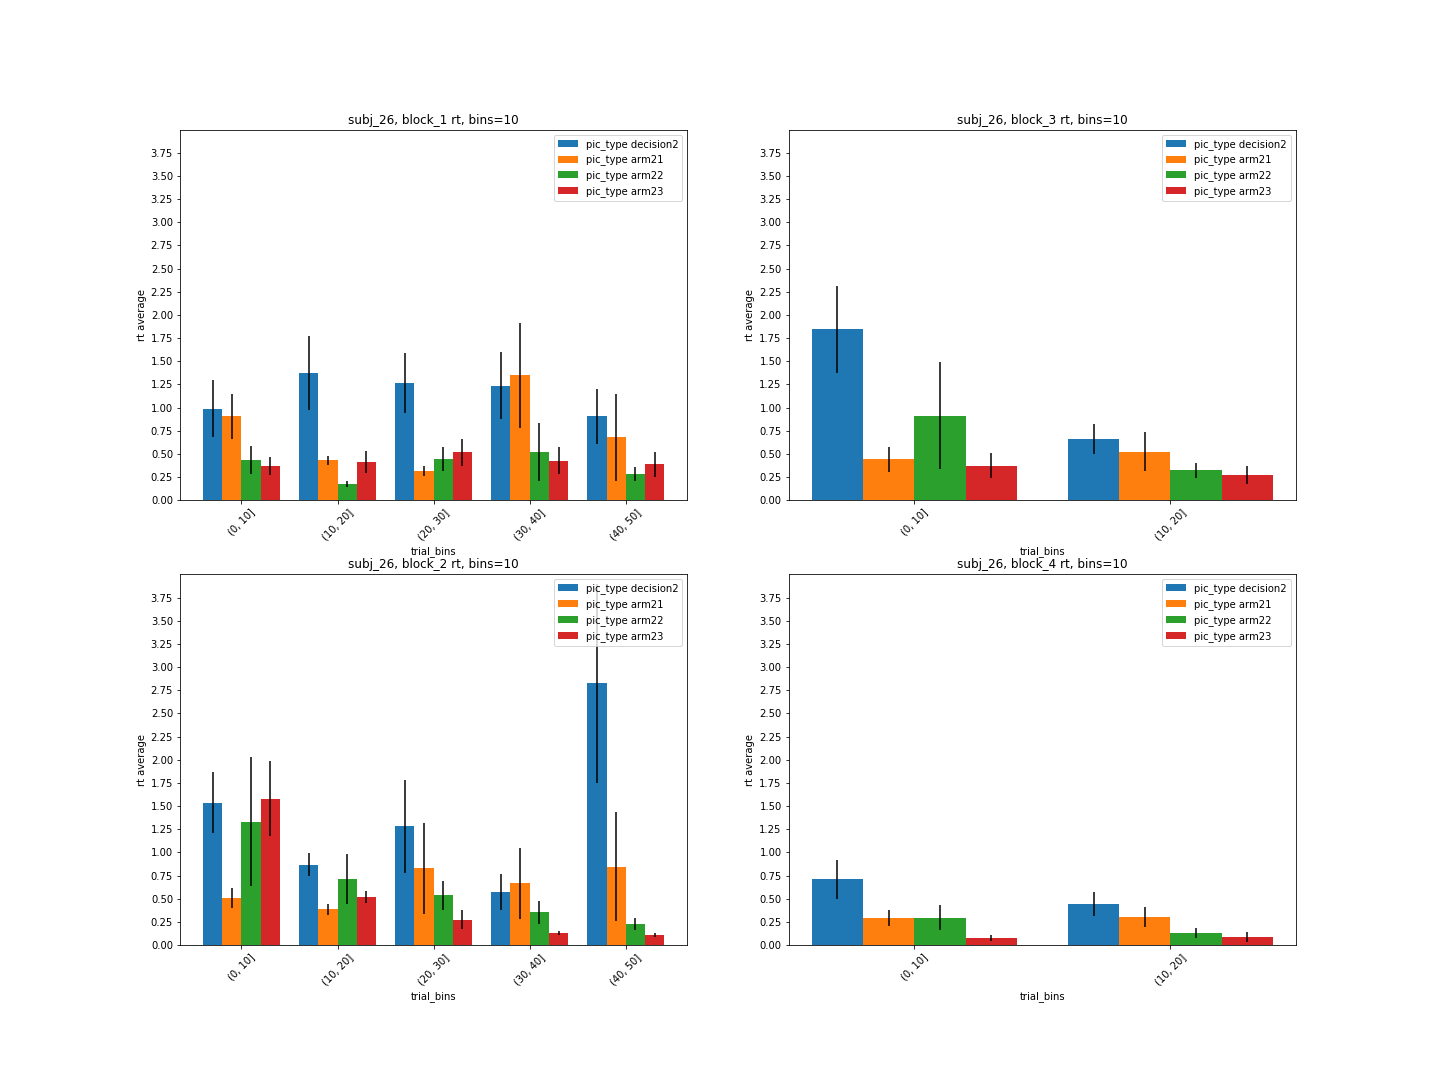 subj_26, block_1 rt, bins=10
pic_type decision2
pic_type arm21
pic_type arm22
pic_type arm23
3.75
3.50
3.25
3.00
2.75
2.50
2.25
2.00
1.75
1.50
1.25
1.00
0.75
0.50
0.25
0.00
rt average
(0, 10]
(10, 20]
(20, 30]
(30, 40]
(40, 50]
trial_bins
subj_26, block_3 rt, bins=10
pic_type decision2
pic_type arm21
pic_type arm22
pic_type arm23
3.75
3.50
3.25
3.00
2.75
2.50
2.25
2.00
1.75
1.50
1.25
1.00
0.75
0.50
0.25
0.00
rt average
(0, 10]
(10, 20]
trial_bins
subj_26, block_2 rt, bins=10
pic_type decision2
pic_type arm21
pic_type arm22
pic_type arm23
3.75
3.50
3.25
3.00
2.75
2.50
2.25
2.00
1.75
1.50
1.25
1.00
0.75
0.50
0.25
0.00
rt average
(0, 10]
(10, 20]
(20, 30]
(30, 40]
(40, 50]
trial_bins
subj_26, block_4 rt, bins=10
pic_type decision2
pic_type arm21
pic_type arm22
pic_type arm23
3.75
3.50
3.25
3.00
2.75
2.50
2.25
2.00
1.75
1.50
1.25
1.00
0.75
0.50
0.25
0.00
rt average
(0, 10]
(10, 20]
trial_bins